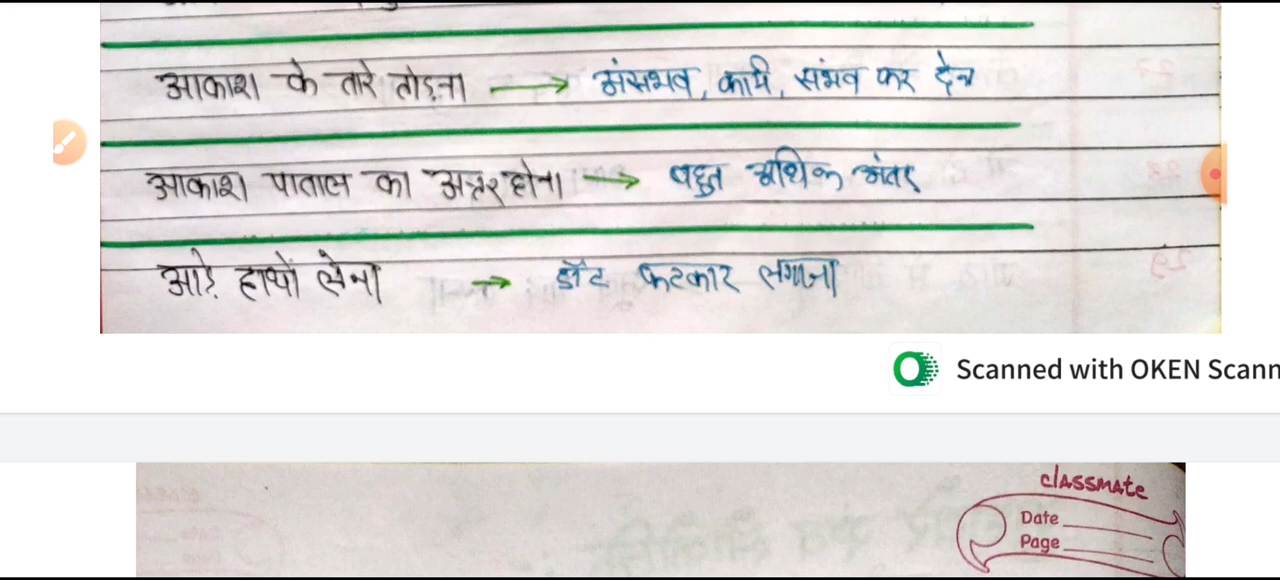 आकाश के तारे तोड़ना → असंभव, कार्य, संभव कर देन
आकाश पाताल का अन्तर होना → बहुत अधिक अंतर
आड़े हाथों लेना → डाँट फटकार लगाना
Scanned with OKEN Scann
classmate
Date
Page